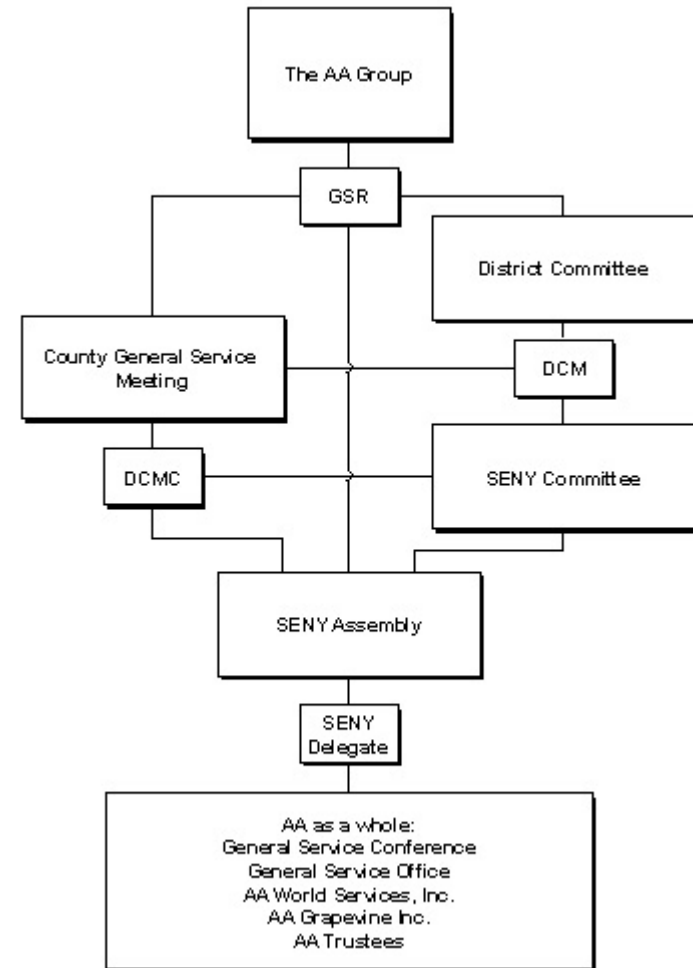 The AA Group
GSR
District Committee
County General Service
Meeting
DCM
DCMC
SENY Committee
SENY Assembly
SENY
Delegate
AA as a whole:
General Service Conference
General Service Office
AA World Services, Inc.
AA Grapevine Inc.
AA Trustees